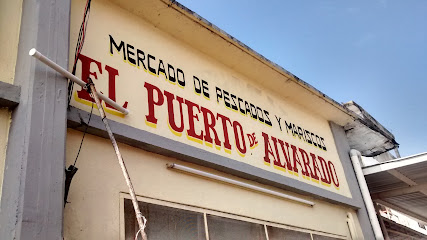 MERCADO DE PESCADOS Y MARISCOS
EL PUERTO DE ALVARADO